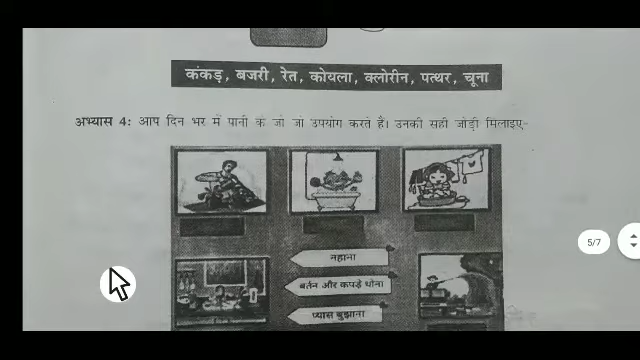 कंकड़, बजरी, रेत, कोयला, क्लोरीन, पत्थर, चूना
अभ्यास 4: आप दिन भर में पानी के जो जो उपयोग करते हैं। उनकी सही जोड़ी मिलाइए-
नहाना
बर्तन और कपड़े धोना
प्यास बुझाना
5/7